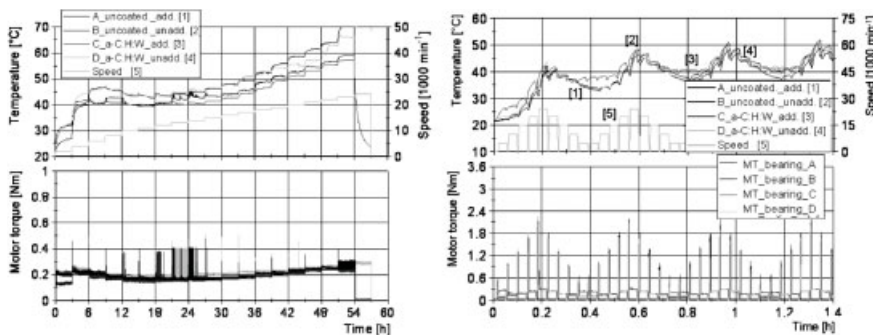 A_uncoated_add. [1]
B_uncoated_unadd. [2]
C_a-C:H:W_add. [3]
D_a-C:H:W_unadd. [4]
Speed [5]
Temperature [°C]
70
60
50
40
30
20
Speed [1000 min⁻¹]
50
40
30
20
10
0
Motor torque [Nm]
1
0.8
0.6
0.4
0.2
0
0 6 12 18 24 30 36 42 48 54 60
Time [h]
Temperature [°C]
60
50
40
30
20
10
Speed [1000 min⁻¹]
75
60
45
30
15
0
[2]
[3]
[4]
[1]
[5]
A_uncoated_add. [1]
B_uncoated_unadd. [2]
C_a-C:H:W_add. [3]
D_a-C:H:W_unadd. [4]
Speed [5]
Motor torque [Nm]
3.6
3.0
2.4
1.8
1.2
0.6
0
MT_bearing_A
MT_bearing_B
MT_bearing_C
MT_bearing_D
0 0.2 0.4 0.6 0.8 1 1.2 1.4
Time [h]